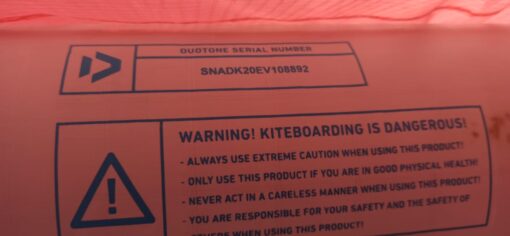 DUOTONE SERIAL NUMBER
SNADK20EV108892
WARNING! KITEBOARDING IS DANGEROUS!
- ALWAYS USE EXTREME CAUTION WHEN USING THIS PRODUCT!
- ONLY USE THIS PRODUCT IF YOU ARE IN GOOD PHYSICAL HEALTH!
- NEVER ACT IN A CARELESS MANNER WHEN USING THIS PRODUCT!
- YOU ARE RESPONSIBLE FOR YOUR SAFETY AND THE SAFETY OF
OTHERS WHEN USING THIS PRODUCT!